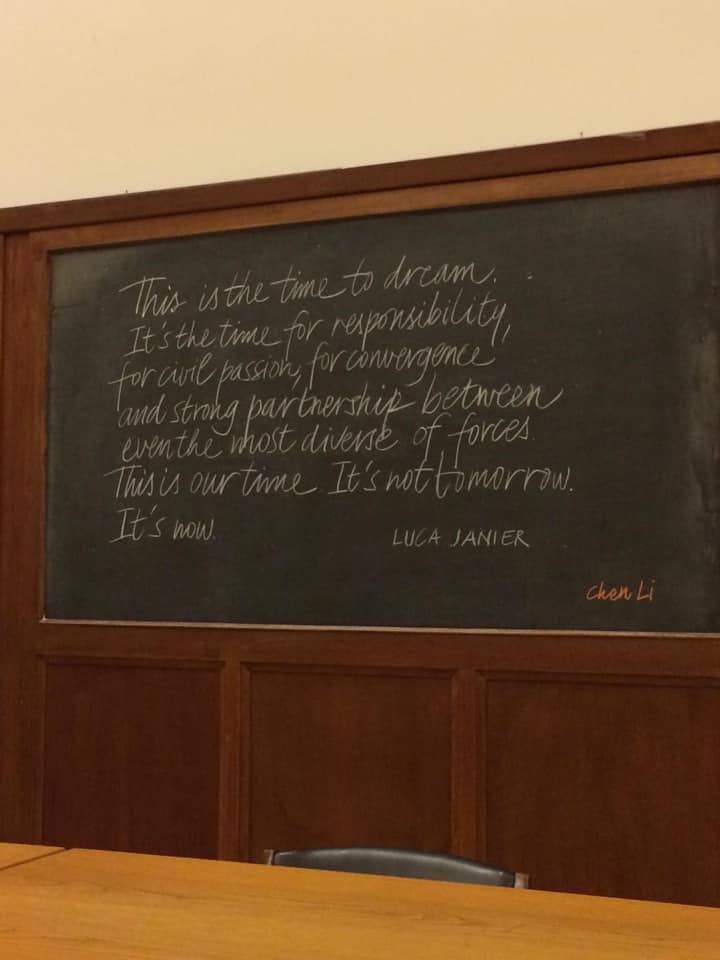 This is the time to dream.
It's the time for responsibility,
for civil passion, for convergence
and strong partnership between
even the most diverse of forces.
This is our time. It's not tomorrow.
It's now.
LUCA JANIER
Chen Li